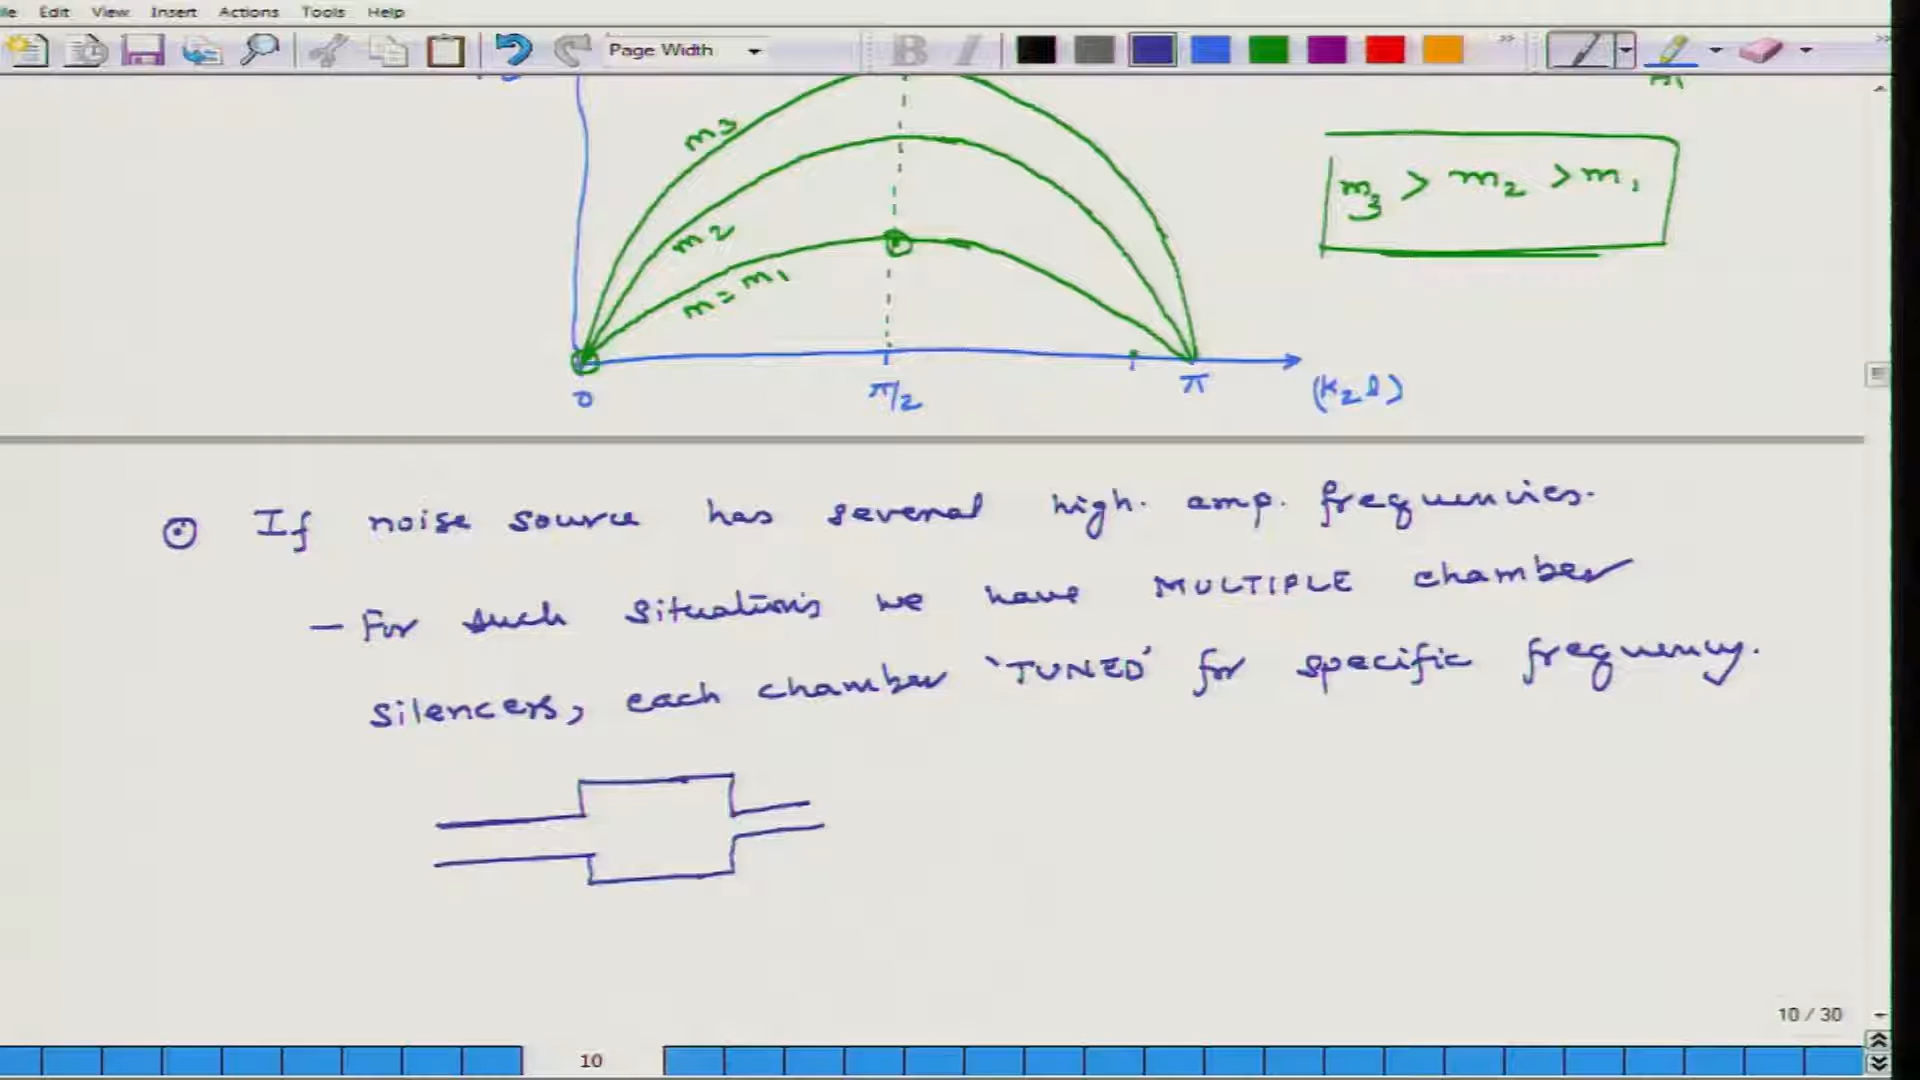 Edit View Insert Actions Tools Help
Page Width
B I
m3
m2
m = m1
m3 > m2 > m1
0 π/2 π (k2 l)
⊙ If noise source has several high. amp. frequencies.
- For such situations we have MULTIPLE chamber
silencers, each chamber 'TUNED' for specific frequency.
10 / 30
10